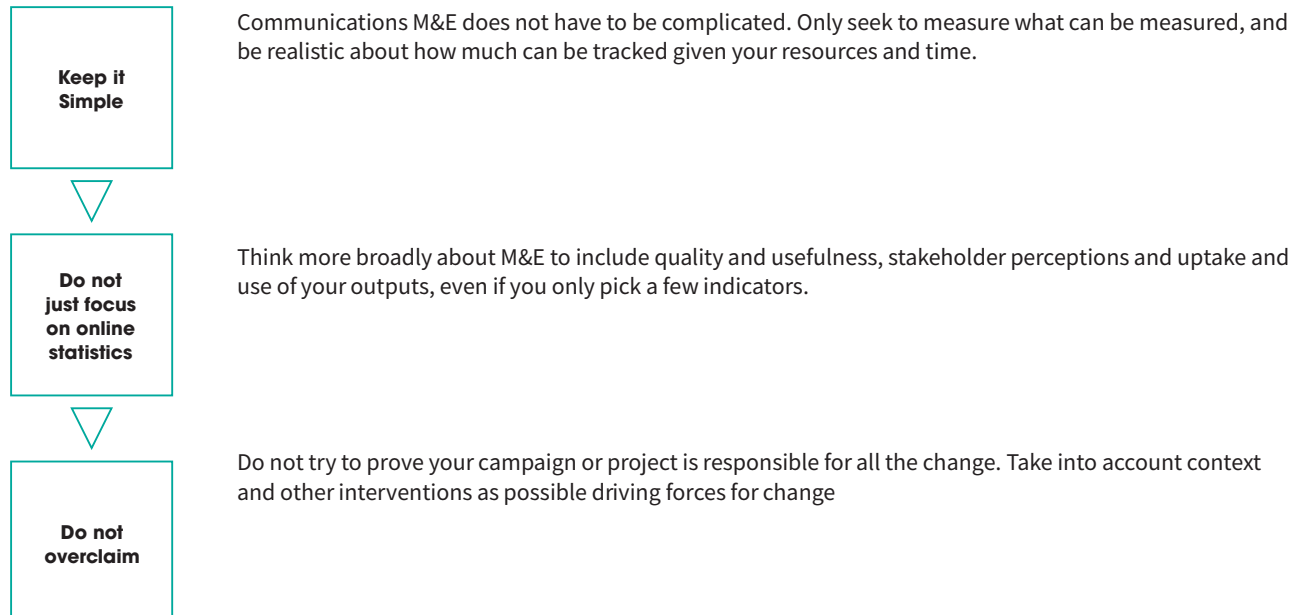 Keep it
Simple
Communications M&E does not have to be complicated. Only seek to measure what can be measured, and
be realistic about how much can be tracked given your resources and time.
Do not
just focus
on online
statistics
Think more broadly about M&E to include quality and usefulness, stakeholder perceptions and uptake and
use of your outputs, even if you only pick a few indicators.
Do not
overclaim
Do not try to prove your campaign or project is responsible for all the change. Take into account context
and other interventions as possible driving forces for change